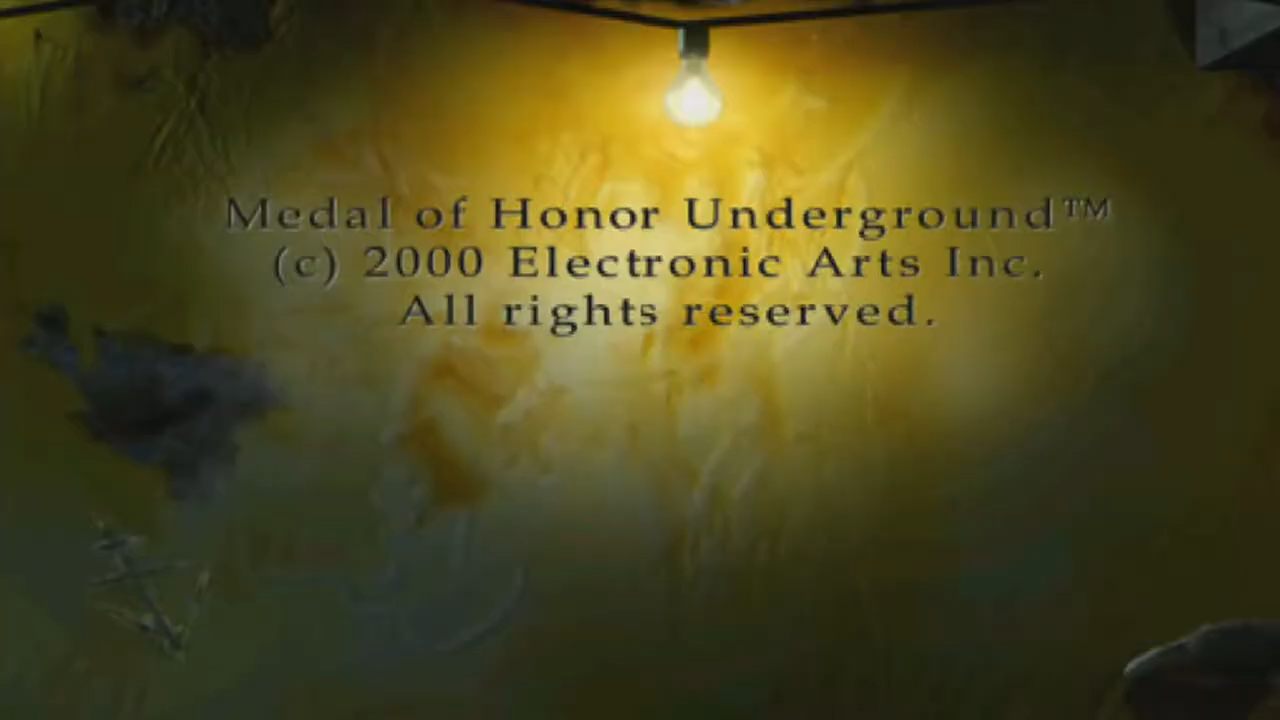 Medal of Honor Underground™
(c) 2000 Electronic Arts Inc.
All rights reserved.